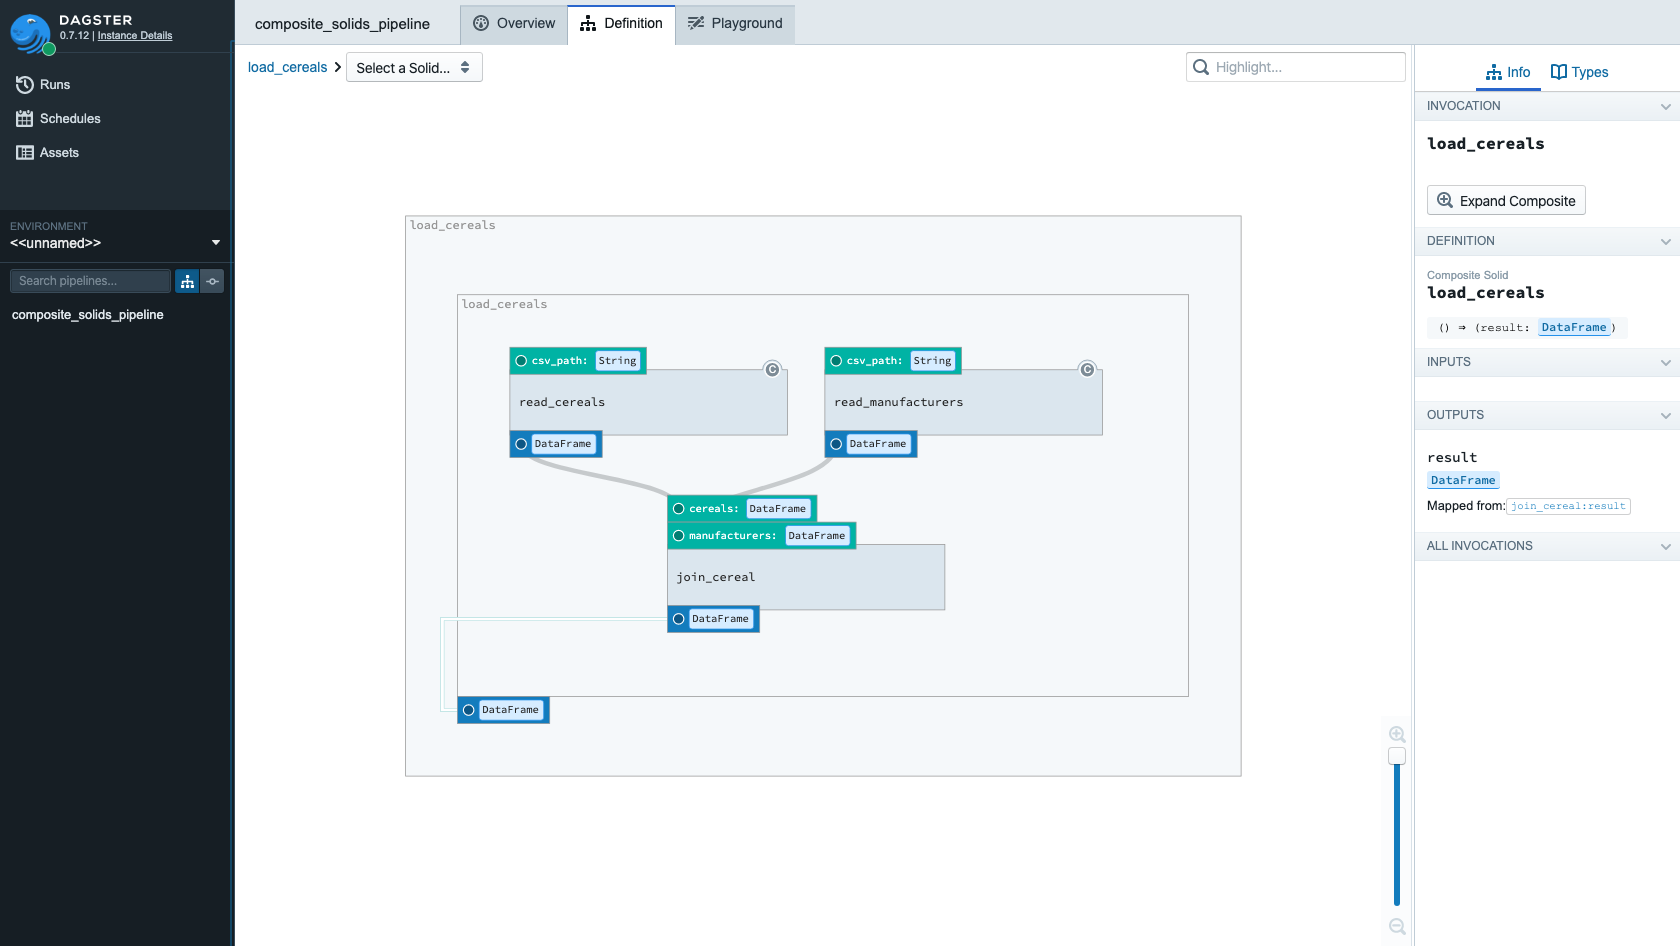 DAGSTER
0.7.12 | Instance Details
Runs
Schedules
Assets
ENVIRONMENT
<<unnamed>>
Search pipelines...
composite_solids_pipeline
composite_solids_pipeline
Overview
Definition
Playground
load_cereals
Select a Solid...
Highlight...
load_cereals
load_cereals
csv_path: String
C
read_cereals
DataFrame
csv_path: String
C
read_manufacturers
DataFrame
cereals: DataFrame
manufacturers: DataFrame
join_cereal
DataFrame
DataFrame
Info
Types
INVOCATION
load_cereals
Expand Composite
DEFINITION
Composite Solid
load_cereals
() ⇒ (result: DataFrame)
INPUTS
OUTPUTS
result
DataFrame
Mapped from: join_cereal:result
ALL INVOCATIONS